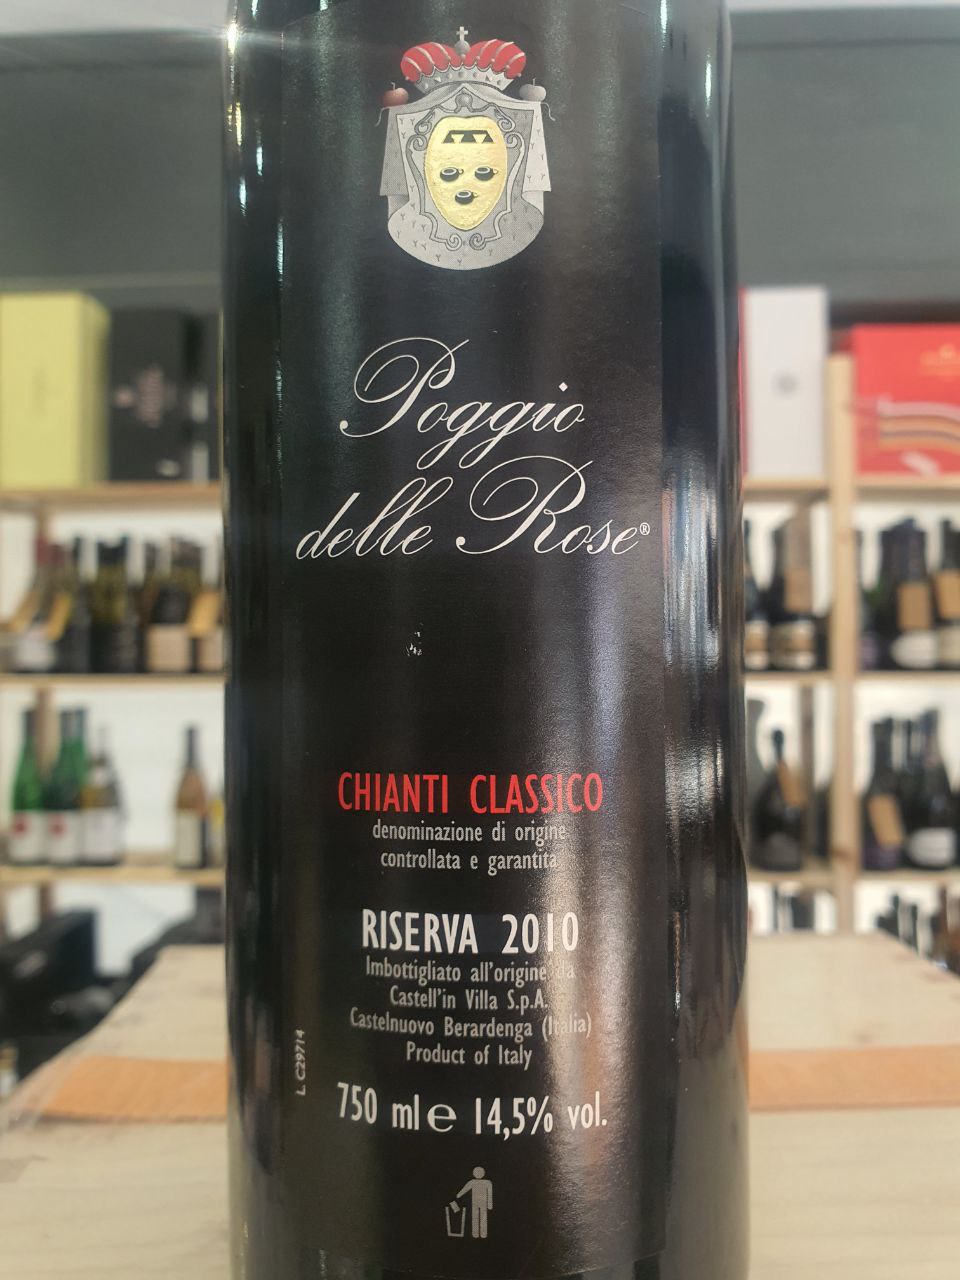 Poggio
delle Rose®
CHIANTI CLASSICO
denominazione di origine
controllata e garantita
RISERVA 2010
Imbottigliato all'origine da
Castell'in Villa S.p.A.
Castelnuovo Berardenga (Italia)
Product of Italy
L. C29714
750 ml e 14,5% vol.